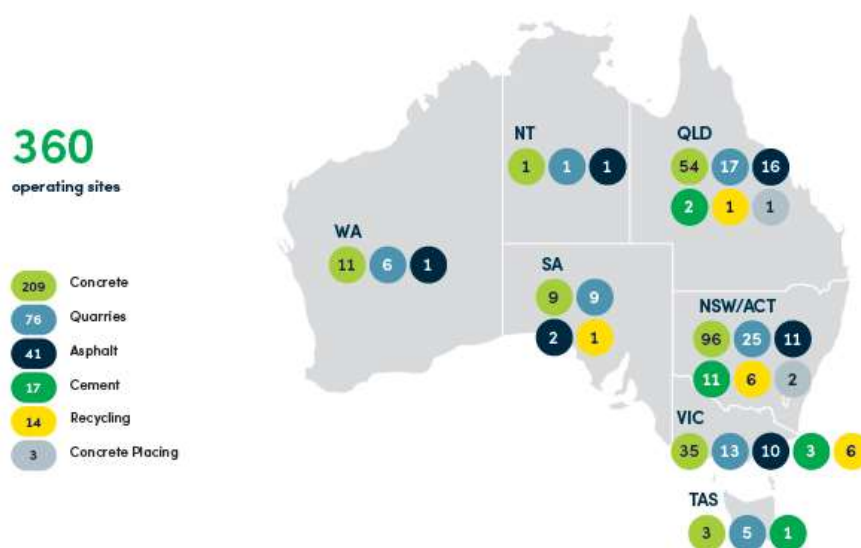 360
operating sites
209 Concrete
76 Quarries
41 Asphalt
17 Cement
14 Recycling
3 Concrete Placing
NT
1 1 1
QLD
54 17 16
2 1 1
WA
11 6 1
SA
9 9
2 1
NSW/ACT
96 25 11
11 6 2
VIC
35 13 10 3 6
TAS
3 5 1